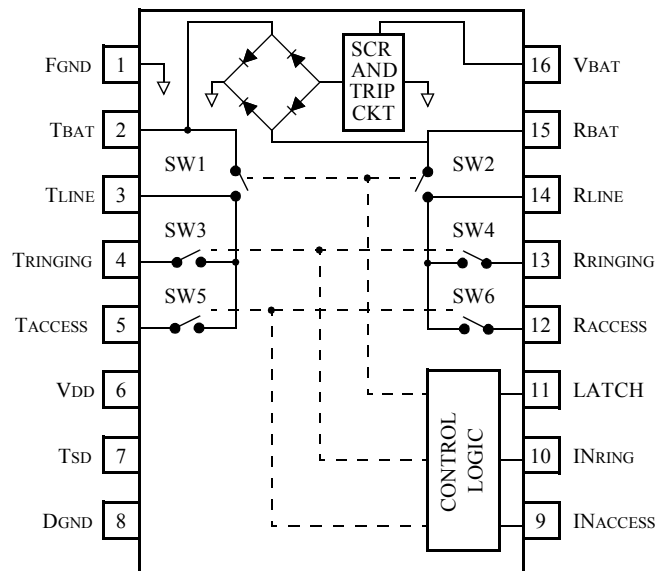 SCR
AND
TRIP
CKT
FGND 1
16 VBAT
TBAT 2
15 RBAT
SW1
SW2
TLINE 3
14 RLINE
SW3
SW4
TRINGING 4
13 RRINGING
SW5
SW6
TACCESS 5
12 RACCESS
VDD 6
11 LATCH
CONTROL
LOGIC
TSD 7
10 INRING
DGND 8
9 INACCESS